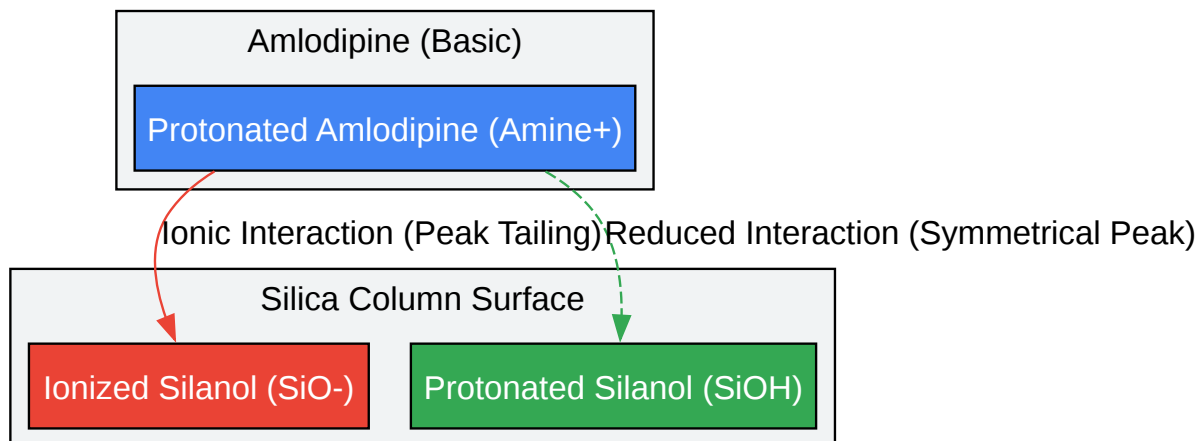 Amlodipine (Basic)
Protonated Amlodipine (Amine+)
Ionic Interaction (Peak Tailing)
Reduced Interaction (Symmetrical Peak)
Silica Column Surface
Ionized Silanol (SiO-)
Protonated Silanol (SiOH)